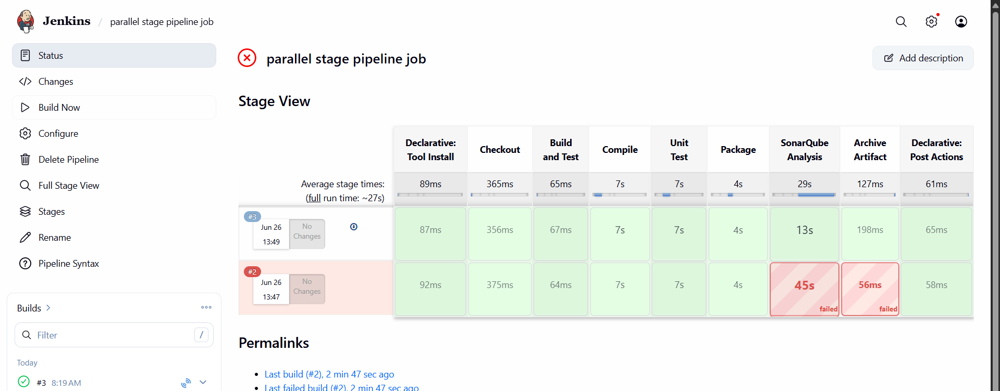 Jenkins / parallel stage pipeline job
Status
Changes
Build Now
Configure
Delete Pipeline
Full Stage View
Stages
Rename
Pipeline Syntax
Builds
Filter /
Today
#3 8:19 AM
parallel stage pipeline job
Add description
Stage View
Declarative: Tool Install
Checkout
Build and Test
Compile
Unit Test
Package
SonarQube Analysis
Archive Artifact
Declarative: Post Actions
Average stage times: 89ms 365ms 65ms 7s 7s 4s 29s 127ms 61ms
(full run time: ~27s)
#3
Jun 26
13:49
No Changes
87ms 356ms 67ms 7s 7s 4s 13s 198ms 65ms
#2
Jun 26
13:47
No Changes
92ms 375ms 64ms 7s 7s 4s 45s 56ms 58ms
failed failed
Permalinks
Last build (#2), 2 min 47 sec ago
Last failed build (#2), 2 min 47 sec ago